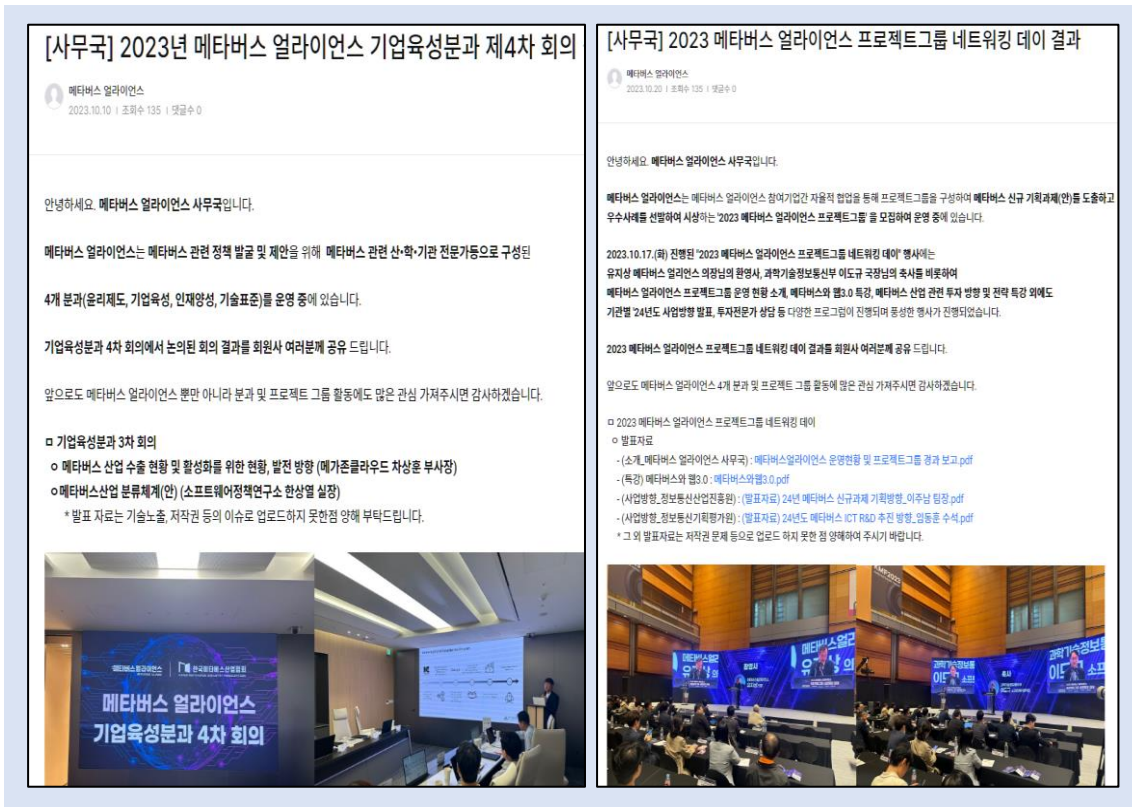 [사무국] 2023년 메타버스 얼라이언스 기업육성분과 제4차 회의
메타버스 얼라이언스
2023.10.10 | 조회수 135 | 댓글수 0
안녕하세요. 메타버스 얼라이언스 사무국입니다.
메타버스 얼라이언스는 메타버스 관련 정책 발굴 및 제안을 위해 메타버스 관련 산•학•기관 전문가등으로 구성된
4개 분과(윤리제도, 기업육성, 인재양성, 기술표준)를 운영 중에 있습니다.
기업육성분과 4차 회의에서 논의된 회의 결과를 회원사 여러분께 공유 드립니다.
앞으로도 메타버스 얼라이언스 뿐만 아니라 분과 및 프로젝트 그룹 활동에도 많은 관심 가져주시면 감사하겠습니다.
ㅁ 기업육성분과 3차 회의
ㅇ 메타버스 산업 수출 현황 및 활성화를 위한 현황, 발전 방향 (메가존클라우드 차상훈 부사장)
ㅇ메타버스산업 분류체계(안) (소프트웨어정책연구소 한상열 실장)
* 발표 자료는 기술노출, 저작권 등의 이슈로 업로드하지 못한점 양해 부탁드립니다.
메타버스얼라이언스 한국메타버스산업협회
메타버스 얼라이언스
기업육성분과 4차 회의
[사무국] 2023 메타버스 얼라이언스 프로젝트그룹 네트워킹 데이 결과
메타버스 얼라이언스
2023.10.20 | 조회수 135 | 댓글수 0
안녕하세요. 메타버스 얼라이언스 사무국입니다.
메타버스 얼라이언스는 메타버스 얼라이언스 참여기업간 자율적 협업을 통해 프로젝트그룹을 구성하여 메타버스 신규 기획과제(안)를 도출하고
우수사례를 선발하여 시상하는 '2023 메타버스 얼라이언스 프로젝트그룹' 을 모집하여 운영 중에 있습니다.
2023.10.17.(화) 진행된 "2023 메타버스 얼라이언스 프로젝트그룹 네트워킹 데이" 행사에는
유지상 메타버스 얼리언스 의장님의 환영사, 과학기술정보통신부 이도규 국장님의 축사를 비롯하여
메타버스 얼라이언스 프로젝트그룹 운영 현황 소개, 메타버스와 웹3.0 특강, 메타버스 산업 관련 투자 방향 및 전략 특강 외에도
기관별 '24년도 사업방향 발표, 투자전문가 상담 등 다양한 프로그럼이 진행되며 풍성한 행사가 진행되었습니다.
2023 메타버스 얼라이언스 프로젝트그룹 네트워킹 데이 결과를 회원사 여러분께 공유 드립니다.
앞으로도 메타버스 얼라이언스 4개 분과 및 프로젝트 그룹 활동에 많은 관심 가져주시면 감사하겠습니다.
ㅁ 2023 메타버스 얼라이언스 프로젝트그룹 네트워킹 데이
ㅇ 발표자료
- (소개_메타버스 얼라이언스 사무국) : 메타버스얼라이언스 운영현황 및 프로젝트그룹 경과 보고.pdf
- (특강) 메타버스와 웹3.0 : 메타버스와웹3.0.pdf
- (사업방향_정보통신산업진흥원) : (발표자료) 24년 메타버스 신규과제 기획방향_이주남 팀장.pdf
- (사업방향_정보통신기획평가원) : (발표자료) 24년도 메타버스 ICT R&D 추진 방향_임동훈 수석.pdf
* 그 외 발표자료는 저작권 문제 등으로 업로드 하지 못한 점 양해하여 주시기 바랍니다.
메타버스얼
유지상 의
환영사
과학기술정보통
이도규 소프
축사